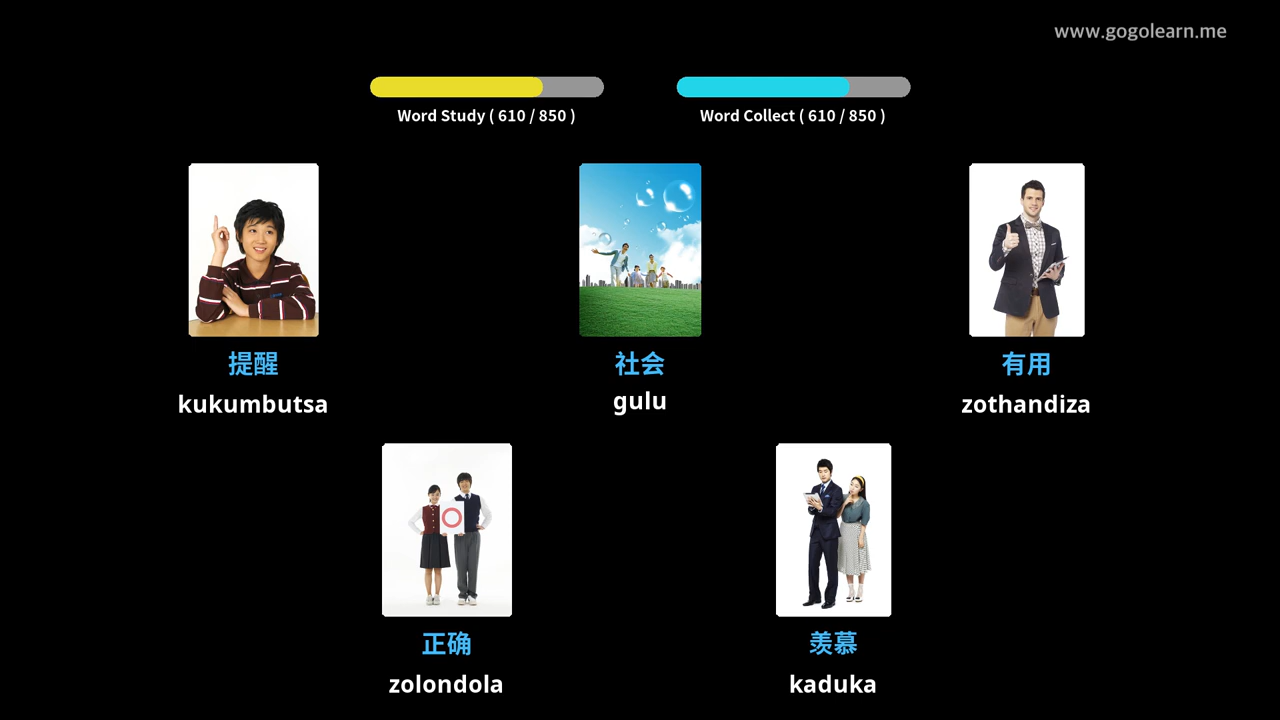 www.gogolearn.me
Word Study ( 610 / 850 )
Word Collect ( 610 / 850 )
提醒
kukumbutsa
社会
gulu
有用
zothandiza
正确
zolondola
羡慕
kaduka